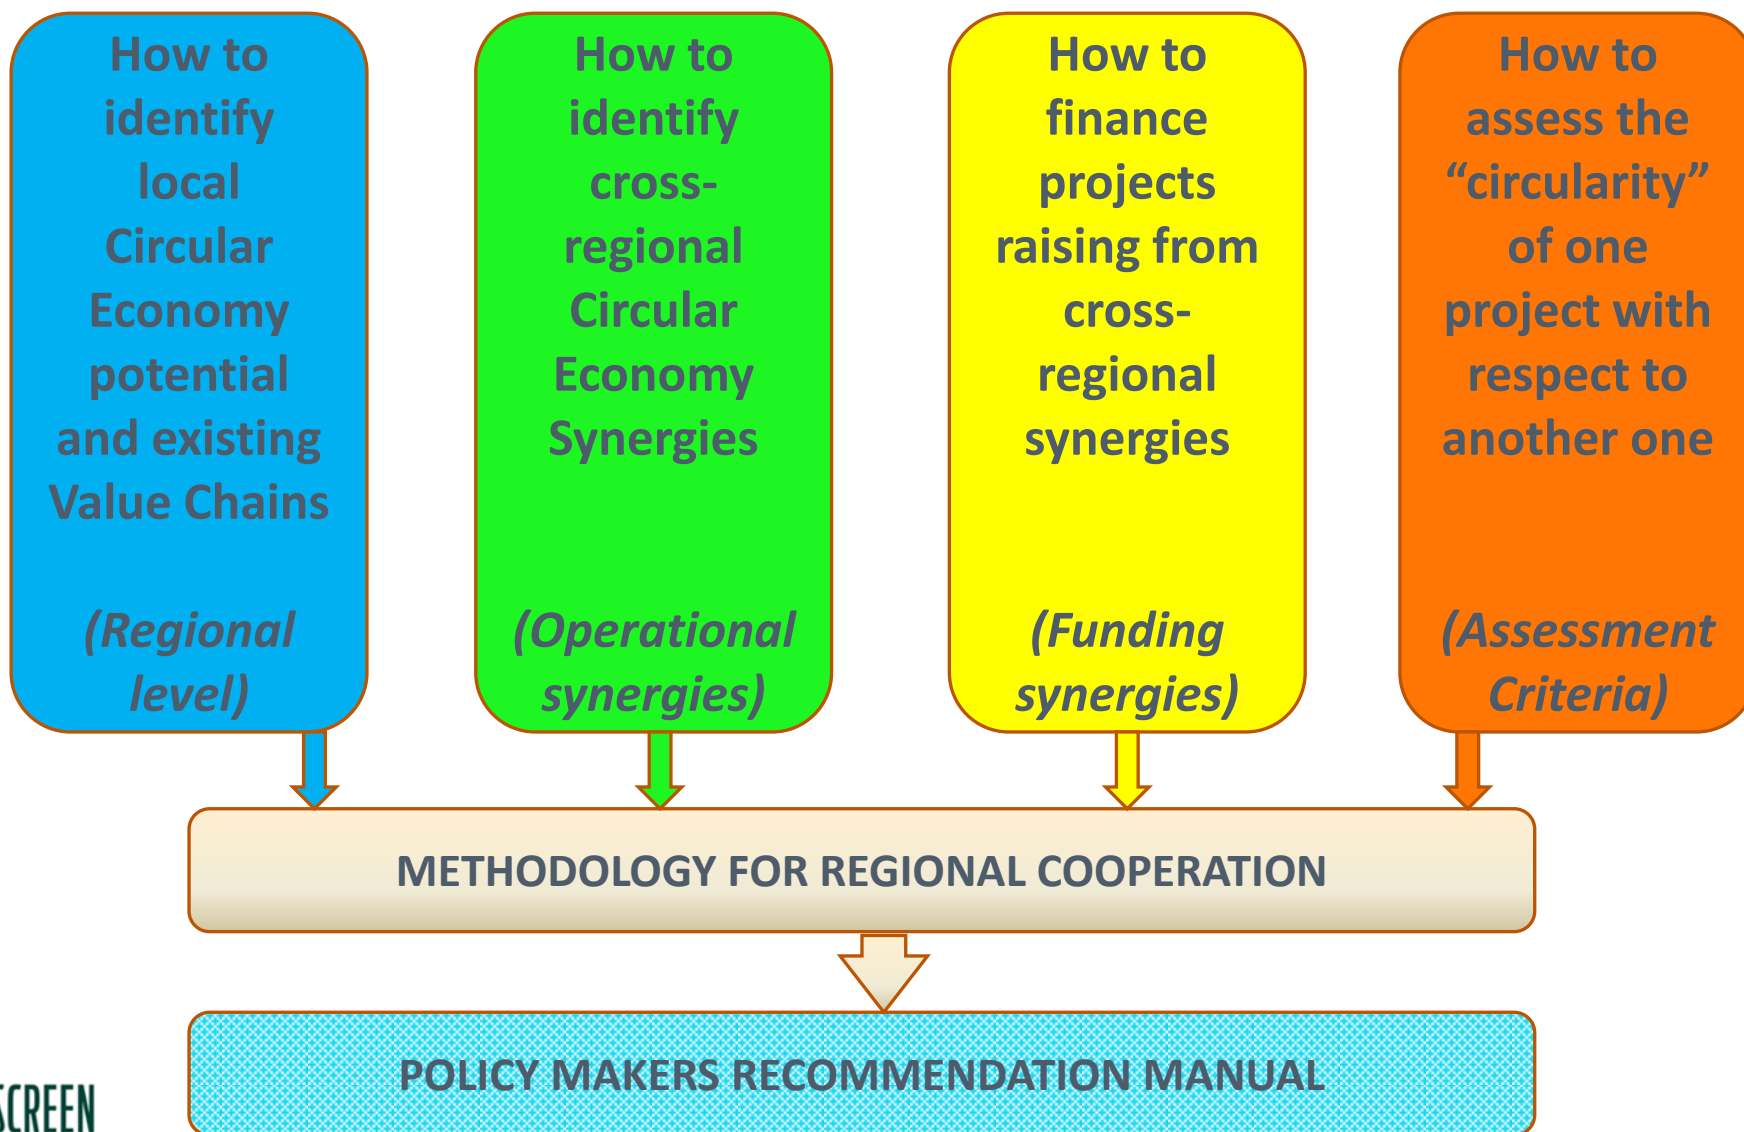 How to
identify
local
Circular
Economy
potential
and existing
Value Chains
(Regional
level)
How to
identify
cross-
regional
Circular
Economy
Synergies
(Operational
synergies)
How to
finance
projects
raising from
cross-
regional
synergies
(Funding
synergies)
How to
assess the
“circularity”
of one
project with
respect to
another one
(Assessment
Criteria)
METHODOLOGY FOR REGIONAL COOPERATION
POLICY MAKERS RECOMMENDATION MANUAL
SCREEN